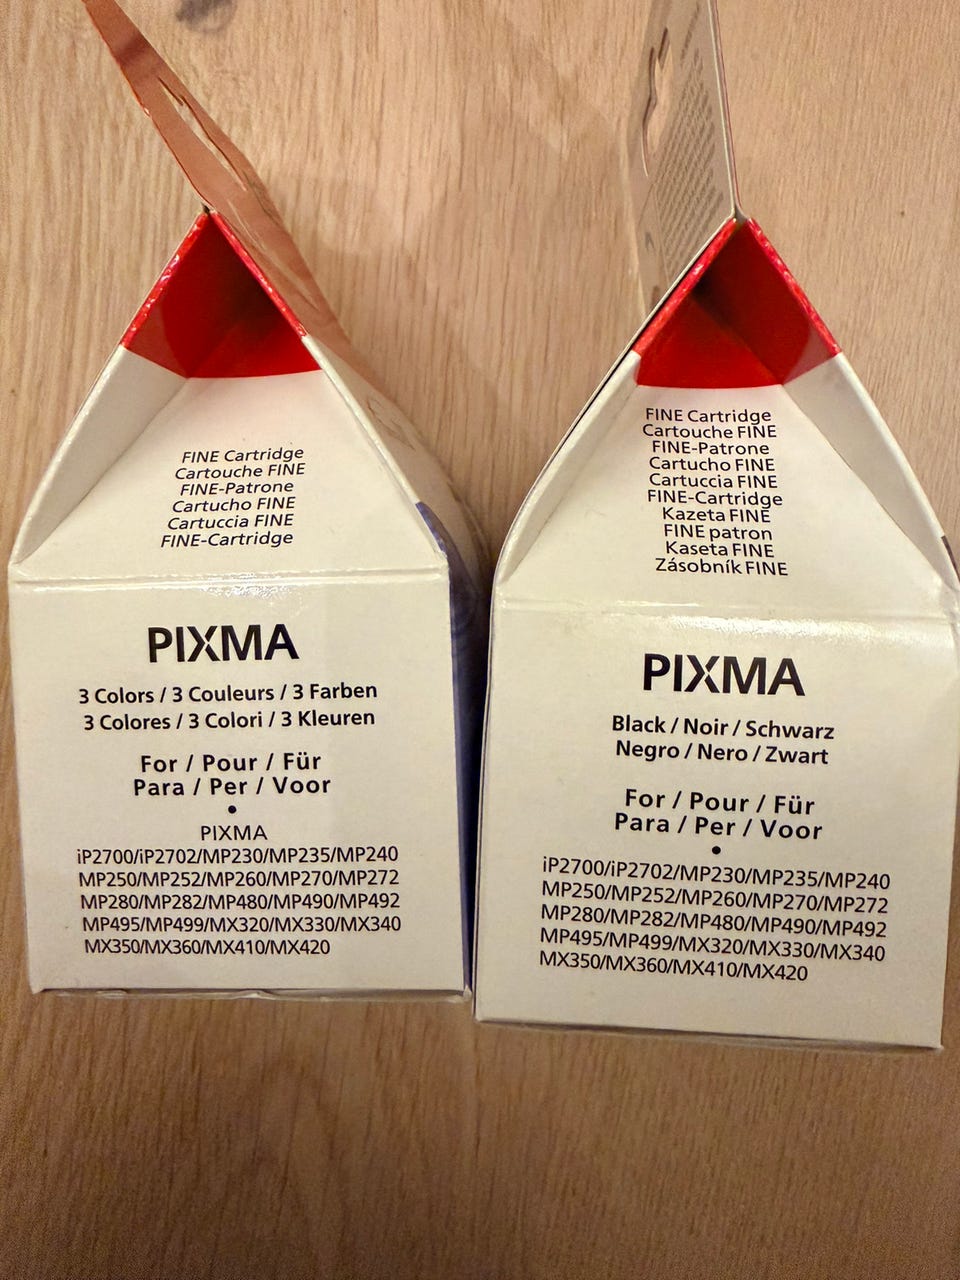 FINE Cartridge
Cartouche FINE
FINE-Patrone
Cartucho FINE
Cartuccia FINE
FINE-Cartridge
PIXMA
3 Colors / 3 Couleurs / 3 Farben
3 Colores / 3 Colori / 3 Kleuren
For / Pour / Für
Para / Per / Voor
•
PIXMA
iP2700/iP2702/MP230/MP235/MP240
MP250/MP252/MP260/MP270/MP272
MP280/MP282/MP480/MP490/MP492
MP495/MP499/MX320/MX330/MX340
MX350/MX360/MX410/MX420
FINE Cartridge
Cartouche FINE
FINE-Patrone
Cartucho FINE
Cartuccia FINE
FINE-Cartridge
Kazeta FINE
FINE patron
Kaseta FINE
Zásobník FINE
PIXMA
Black / Noir / Schwarz
Negro / Nero / Zwart
For / Pour / Für
Para / Per / Voor
•
iP2700/iP2702/MP230/MP235/MP240
MP250/MP252/MP260/MP270/MP272
MP280/MP282/MP480/MP490/MP492
MP495/MP499/MX320/MX330/MX340
MX350/MX360/MX410/MX420